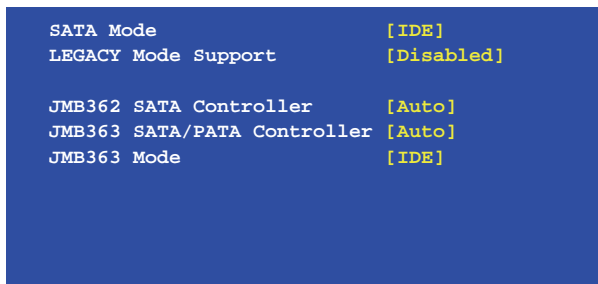 SATA Mode [IDE]
LEGACY Mode Support [Disabled]
JMB362 SATA Controller [Auto]
JMB363 SATA/PATA Controller [Auto]
JMB363 Mode [IDE]